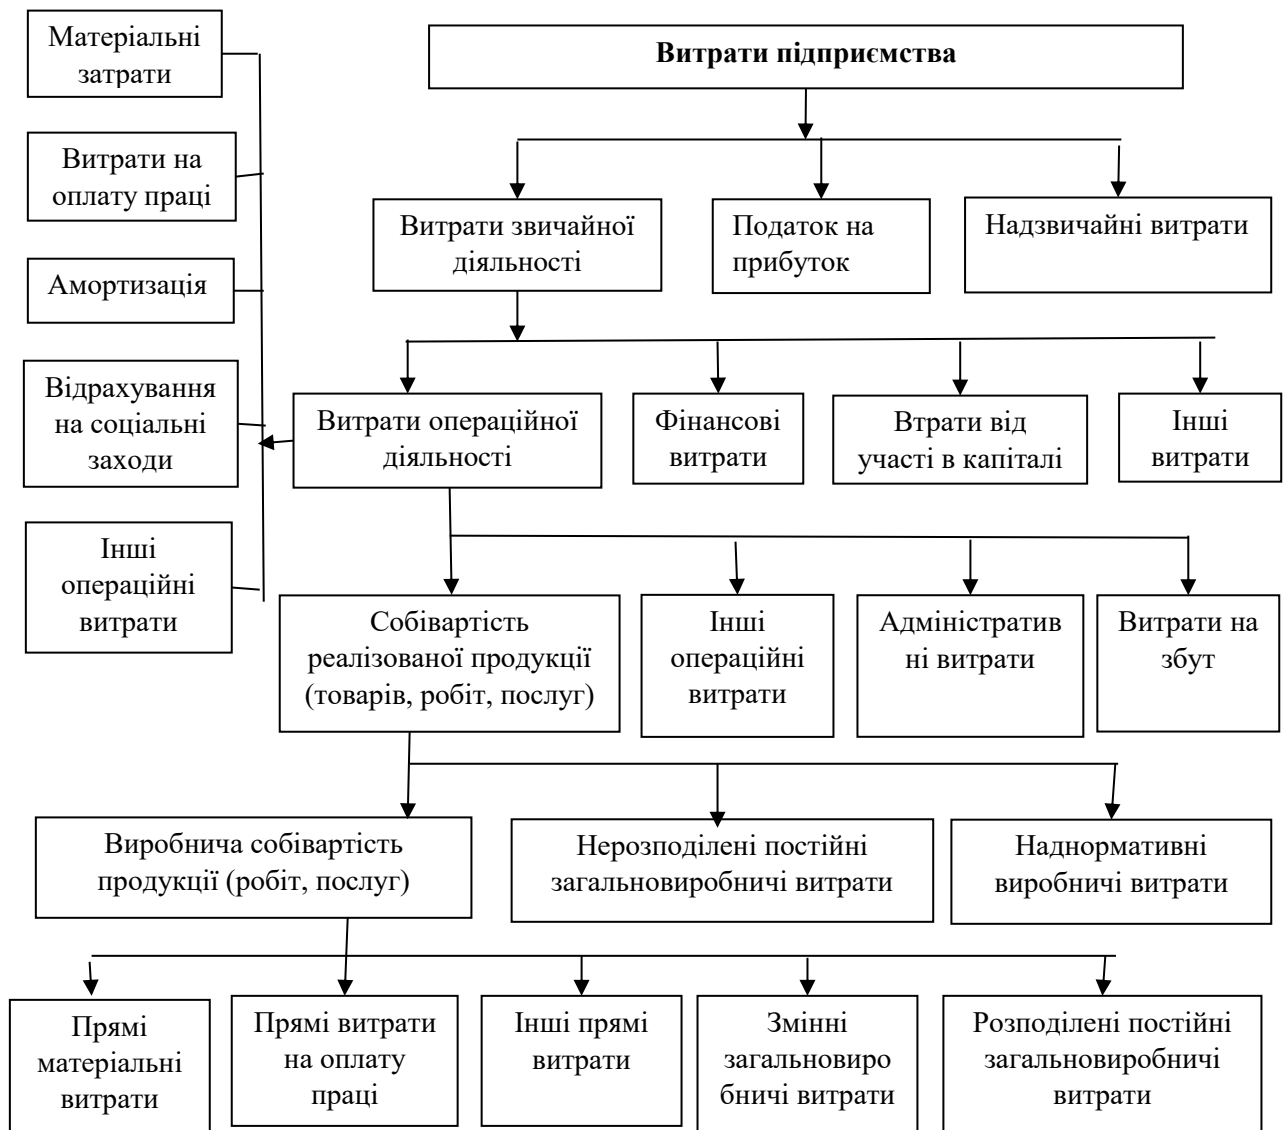 Матеріальні
затрати
Витрати на
оплату праці
Амортизація
Відрахування
на соціальні
заходи
Інші
операційні
витрати
Витрати підприємства
Витрати звичайної
діяльності
Податок на
прибуток
Надзвичайні витрати
Витрати операційної
діяльності
Фінансові
витрати
Втрати від
участі в капіталі
Інші
витрати
Собівартість
реалізованої продукції
(товарів, робіт, послуг)
Інші
операційні
витрати
Адміністратив
ні витрати
Витрати на
збут
Виробнича собівартість
продукції (робіт, послуг)
Нерозподілені постійні
загальновиробничі витрати
Наднормативні
виробничі витрати
Прямі
матеріальні
витрати
Прямі витрати
на оплату
праці
Інші прямі
витрати
Змінні
загальновиро
бничі витрати
Розподілені постійні
загальновиробничі
витрати